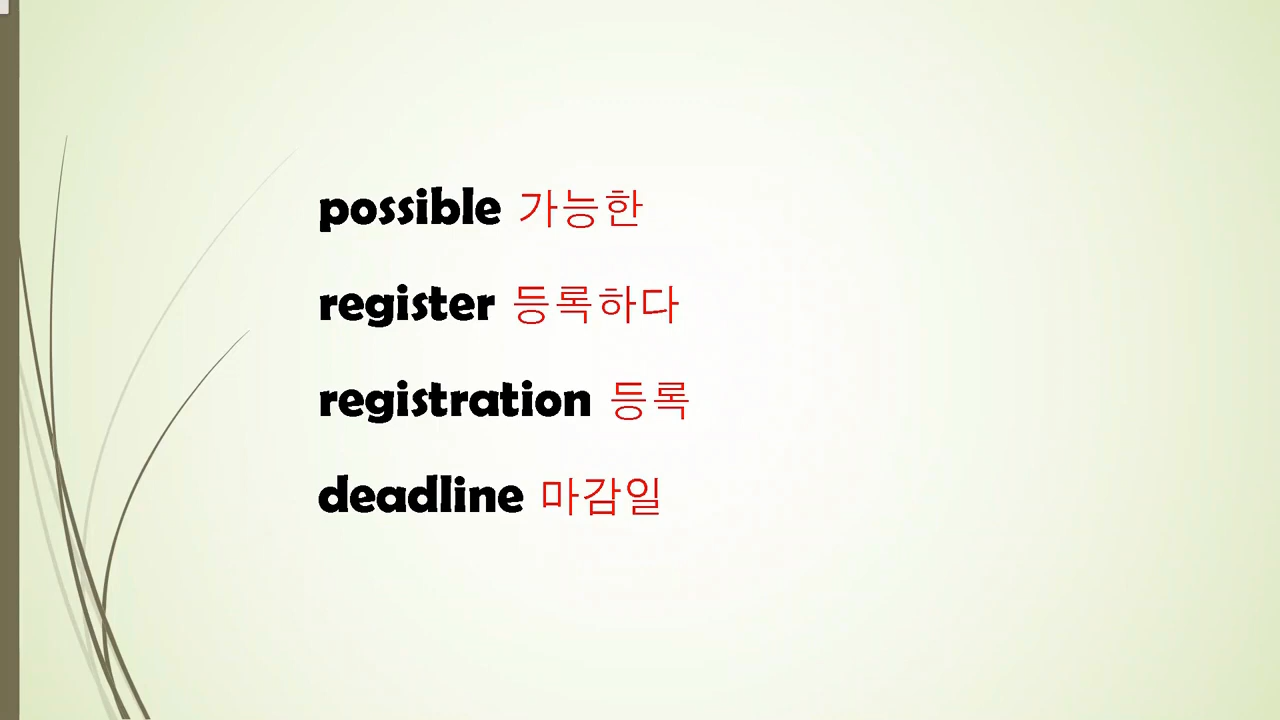 possible 가능한
register 등록하다
registration 등록
deadline 마감일